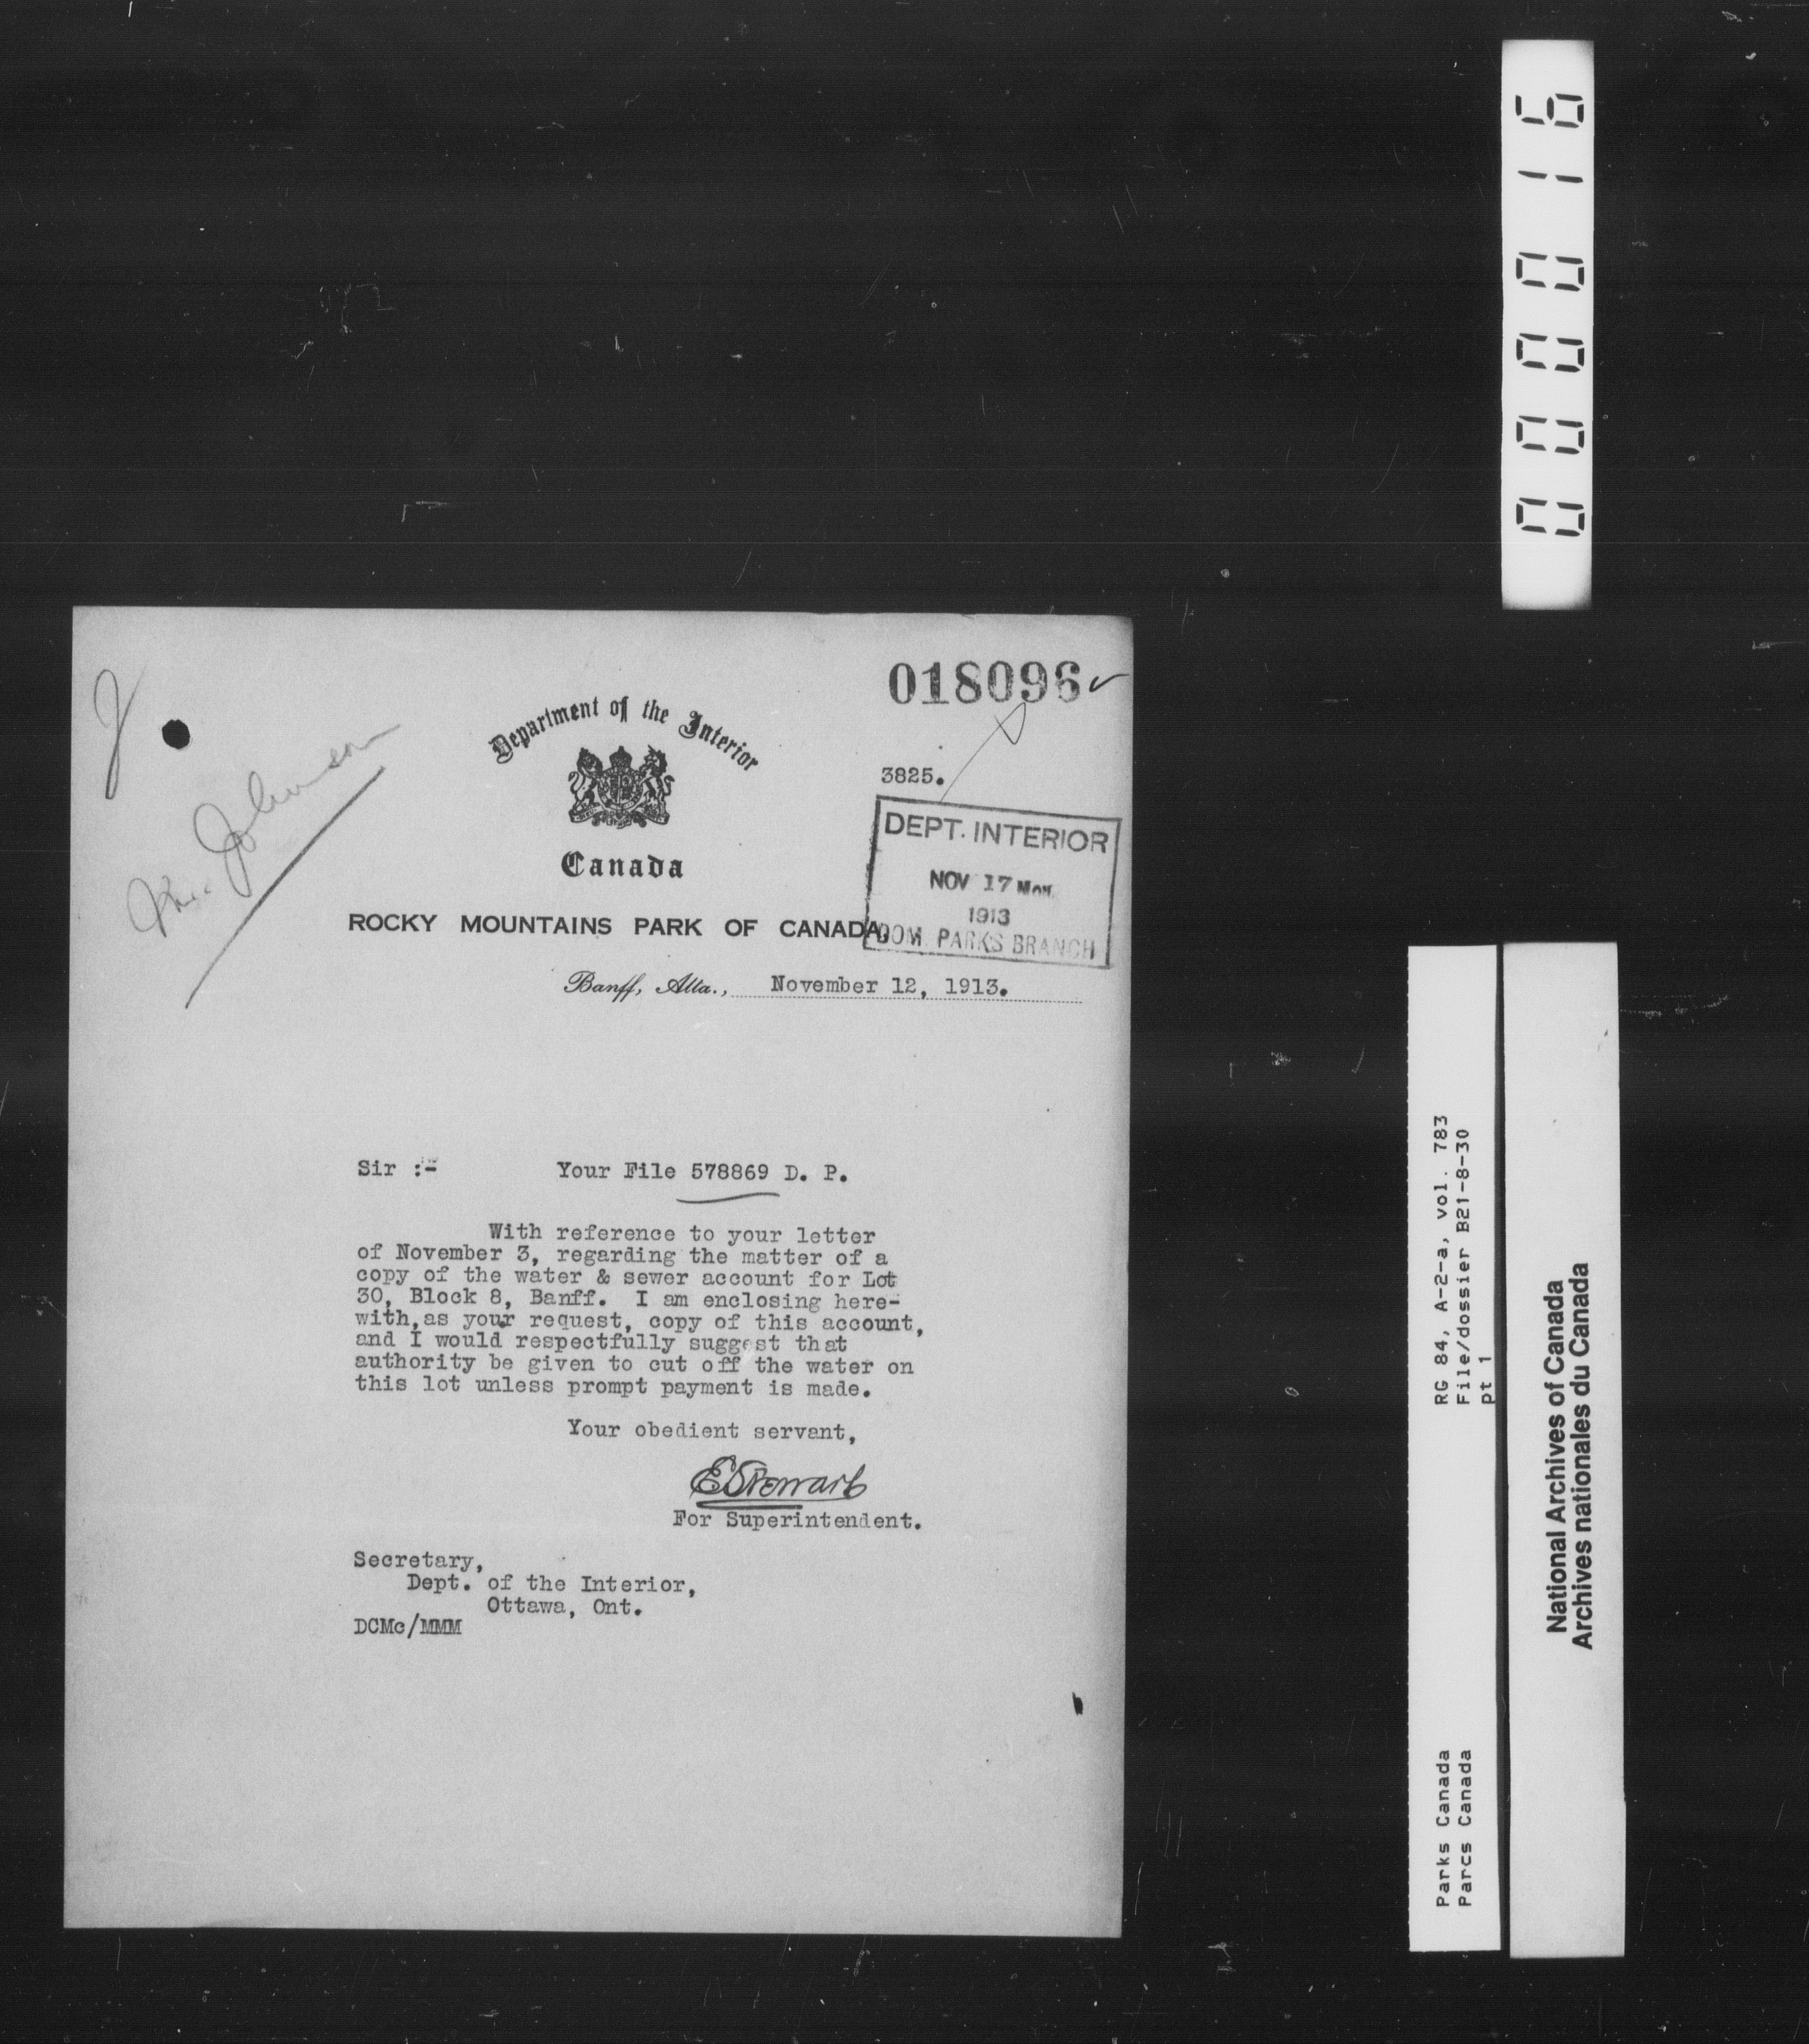 018096
Department of the Interior
3825.
Canada
DEPT. INTERIOR
NOV 17 MON.
1913
DOM. PARKS BRANCH
Johnson
ROCKY MOUNTAINS PARK OF CANADA,
Banff, Alta., November 12, 1913.
Sir :- Your File 578869 D. P.
With reference to your letter
of November 3, regarding the matter of a
copy of the water & sewer account for Lot
30, Block 8, Banff. I am enclosing here-
with, as your request, copy of this account,
and I would respectfully suggest that
authority be given to cut off the water on
this lot unless prompt payment is made.
Your obedient servant,
E Stewart
For Superintendent.
Secretary,
Dept. of the Interior,
Ottawa, Ont.
DCMc/MMM
000016
RG 84, A-2-a, vol. 783
File/dossier B21-8-30
pt 1
Parks Canada
Parcs Canada
National Archives of Canada
Archives nationales du Canada